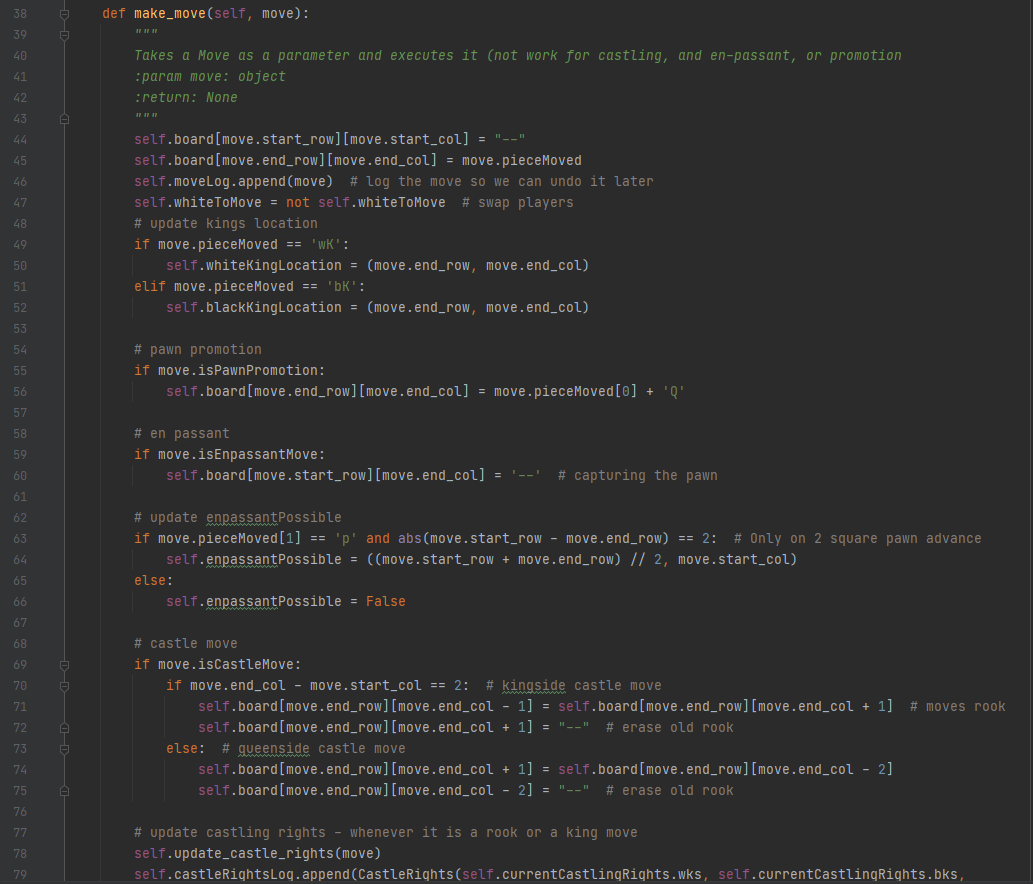 38 def make_move(self, move):
39 """
40 Takes a Move as a parameter and executes it (not work for castling, and en-passant, or promotion
41 :param move: object
42 :return: None
43 """
44 self.board[move.start_row][move.start_col] = "--"
45 self.board[move.end_row][move.end_col] = move.pieceMoved
46 self.moveLog.append(move)  # log the move so we can undo it later
47 self.whiteToMove = not self.whiteToMove  # swap players
48 # update kings location
49 if move.pieceMoved == 'wK':
50 self.whiteKingLocation = (move.end_row, move.end_col)
51 elif move.pieceMoved == 'bK':
52 self.blackKingLocation = (move.end_row, move.end_col)
53
54 # pawn promotion
55 if move.isPawnPromotion:
56 self.board[move.end_row][move.end_col] = move.pieceMoved[0] + 'Q'
57
58 # en passant
59 if move.isEnpassantMove:
60 self.board[move.start_row][move.end_col] = '--'  # capturing the pawn
61
62 # update enpassantPossible
63 if move.pieceMoved[1] == 'p' and abs(move.start_row - move.end_row) == 2:  # Only on 2 square pawn advance
64 self.enpassantPossible = ((move.start_row + move.end_row) // 2, move.start_col)
65 else:
66 self.enpassantPossible = False
67
68 # castle move
69 if move.isCastleMove:
70 if move.end_col - move.start_col == 2:  # kingside castle move
71 self.board[move.end_row][move.end_col - 1] = self.board[move.end_row][move.end_col + 1]  # moves rook
72 self.board[move.end_row][move.end_col + 1] = "--"  # erase old rook
73 else:  # queenside castle move
74 self.board[move.end_row][move.end_col + 1] = self.board[move.end_row][move.end_col - 2]
75 self.board[move.end_row][move.end_col - 2] = "--"  # erase old rook
76
77 # update castling rights - whenever it is a rook or a king move
78 self.update_castle_rights(move)
79 self.castleRightsLog.append(CastleRights(self.currentCastlingRights.wks, self.currentCastlingRights.bks,